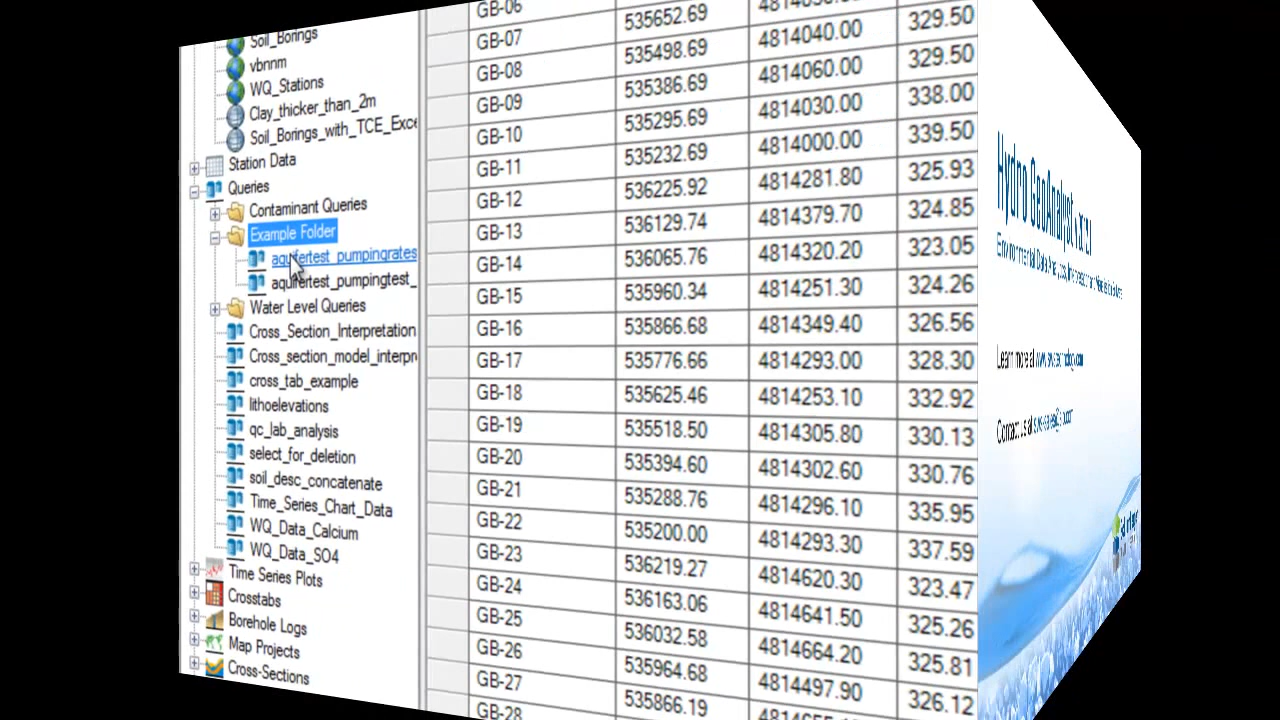 Soil_Borings
vbnnm
WQ_Stations
Clay_thicker_than_2m
Soil_Borings_with_TCE_Exce
Station Data
Queries
Contaminant Queries
Example Folder
aquifertest_pumpingrates
aquifertest_pumpingtest_
Water Level Queries
Cross_Section_Interpretation
Cross_section_model_interpr
cross_tab_example
lithoelevations
qc_lab_analysis
select_for_deletion
soil_desc_concatenate
Time_Series_Chart_Data
WQ_Data_Calcium
WQ_Data_SO4
Time Series Plots
Crosstabs
Borehole Logs
Map Projects
Cross-Sections
GB-06
GB-07 535652.69
GB-08 535498.69 4814040.00 329.50
GB-09 535386.69 4814060.00 329.50
GB-10 535295.69 4814030.00 338.00
GB-11 535232.69 4814000.00 339.50
GB-12 536225.92 4814281.80 325.93
GB-13 536129.74 4814379.70 324.85
GB-14 536065.76 4814320.20 323.05
GB-15 535960.34 4814251.30 324.26
GB-16 535866.68 4814349.40 326.56
GB-17 535776.66 4814293.00 328.30
GB-18 535625.46 4814253.10 332.92
GB-19 535518.50 4814305.80 330.13
GB-20 535394.60 4814302.60 330.76
GB-21 535288.76 4814296.10 335.95
GB-22 535200.00 4814293.30 337.59
GB-23 536219.27 4814620.30 323.47
GB-24 536163.06 4814641.50 325.26
GB-25 536032.58 4814664.20 325.81
GB-26 535964.68 4814497.90 326.12
GB-27 535866.19
GB-28
Hydro GeoAnalyst
Environmental Data
Learn more at
Contact us at